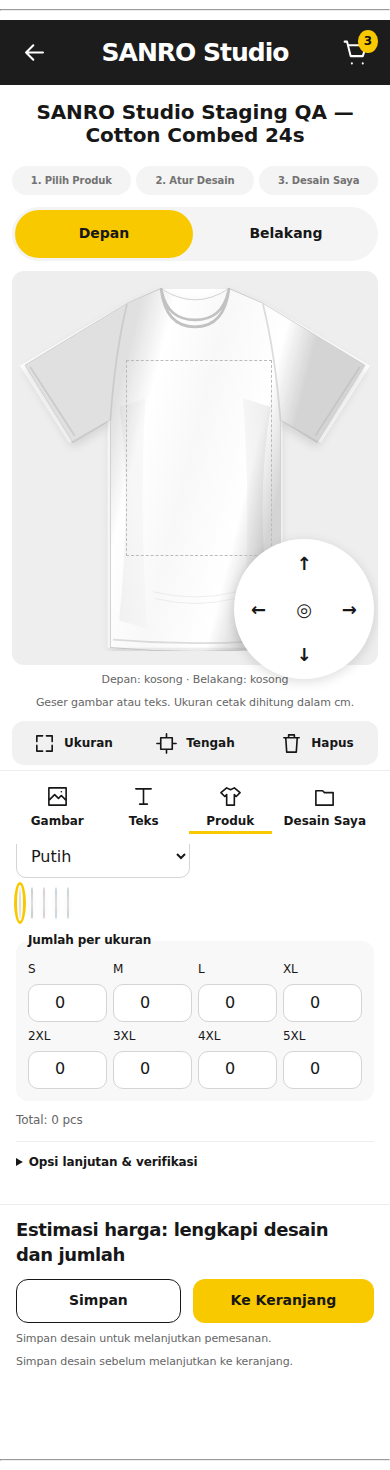 SANRO Studio
3
SANRO Studio Staging QA —
Cotton Combed 24s
1. Pilih Produk
2. Atur Desain
3. Desain Saya
Depan
Belakang
Depan: kosong · Belakang: kosong
Geser gambar atau teks. Ukuran cetak dihitung dalam cm.
Ukuran
Tengah
Hapus
Gambar
Teks
Produk
Desain Saya
Putih
Jumlah per ukuran
S
M
L
XL
0
0
0
0
2XL
3XL
4XL
5XL
0
0
0
0
Total: 0 pcs
Opsi lanjutan & verifikasi
Estimasi harga: lengkapi desain
dan jumlah
Simpan
Ke Keranjang
Simpan desain untuk melanjutkan pemesanan.
Simpan desain sebelum melanjutkan ke keranjang.